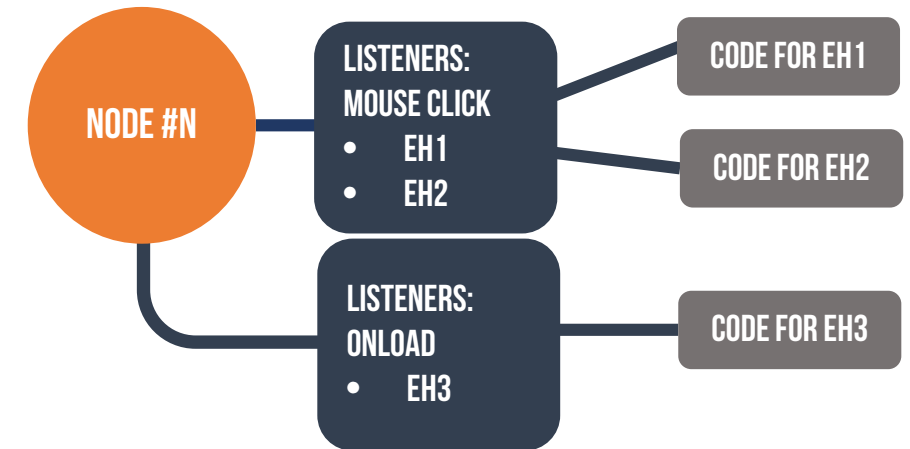 NODE #N
LISTENERS:
MOUSE CLICK
• EH1
• EH2
CODE FOR EH1
CODE FOR EH2
LISTENERS:
ONLOAD
• EH3
CODE FOR EH3